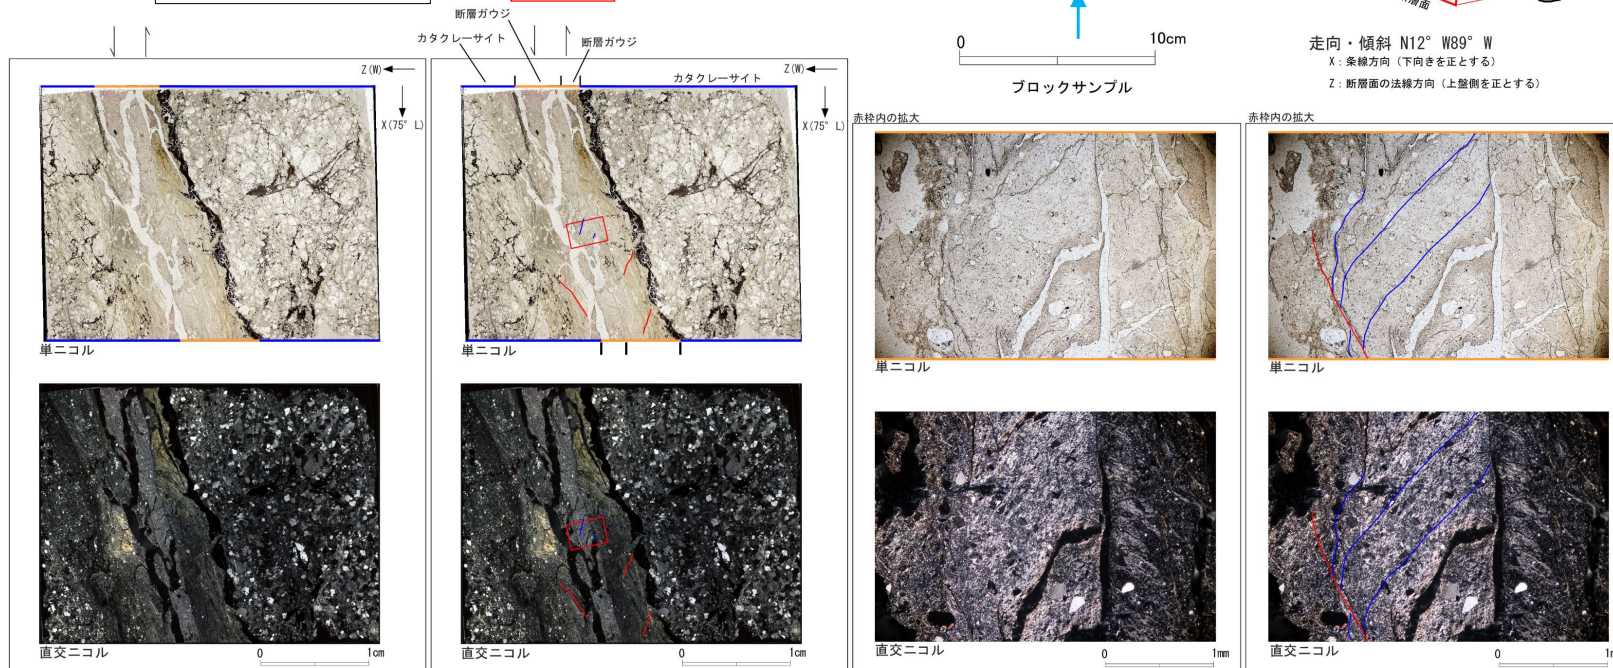 断層ガウジ
カタクレーサイト
断層ガウジ
カタクレーサイト
Z(W)
X(75° L)
単ニコル
直交ニコル
0 1cm
Z(W)
X(75° L)
単ニコル
直交ニコル
0 1cm
0 10cm
ブロックサンプル
走向・傾斜 N12° W89° W
X：条線方向（下向きを正とする）
Z：断層面の法線方向（上盤側を正とする）
赤枠内の拡大
単ニコル
直交ニコル
0 1mm
赤枠内の拡大
単ニコル
直交ニコル
0